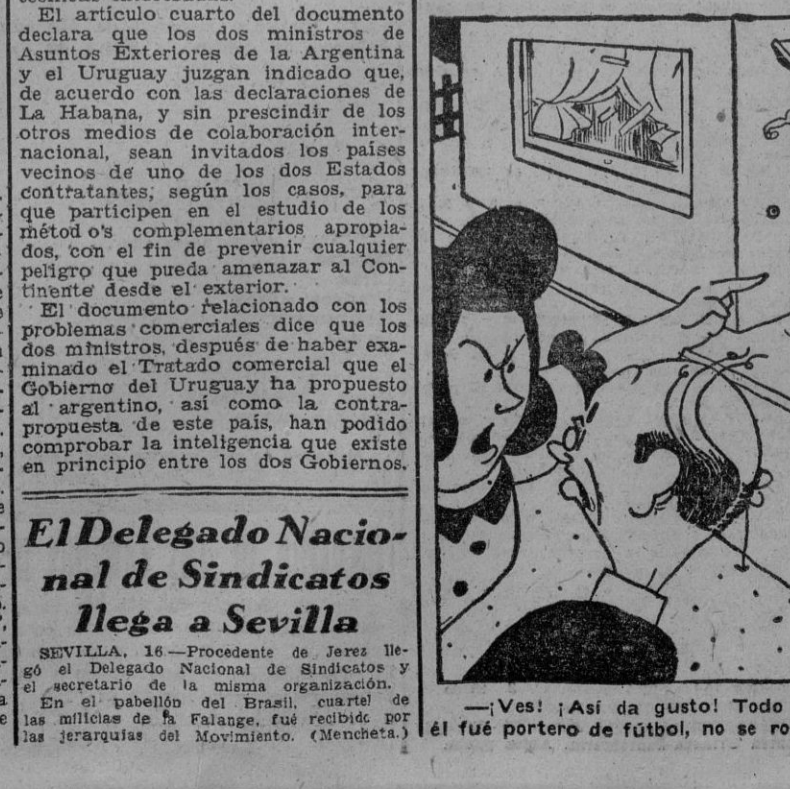 El artículo cuarto del documento
declara que los dos ministros de
Asuntos Exteriores de la Argentina
y el Uruguay juzgan indicado que,
de acuerdo con las declaraciones de
La Habana, y sin prescindir de los
otros medios de colaboración inter-
nacional, sean invitados los países
vecinos de uno de los dos Estados
contratantes, según los casos, para
que participen en el estudio de los
métod o's complementarios apropia-
dos, con el fin de prevenir cualquier
peligro que pueda amenazar al Con-
tinente desde el exterior.
El documento relacionado con los
problemas comerciales dice que los
dos ministros, después de haber exa-
minado el Tratado comercial que el
Gobierno del Uruguay ha propuesto
al argentino, así como la contra-
propuesta de este país, han podido
comprobar la inteligencia que existe
en principio entre los dos Gobiernos.
El Delegado Nacio-
nal de Sindicatos
llega a Sevilla
SEVILLA, 16.—Procedente de Jerez lle-
gó el Delegado Nacional de Sindicatos y
el secretario de la misma organización.
En el pabellón del Brasil, cuartel de
las milicias de la Falange, fué recibido por
las jerarquías del Movimiento. (Mencheta.)
—¡Ves! ¡Así da gusto! Todo
él fué portero de fútbol, no se ro